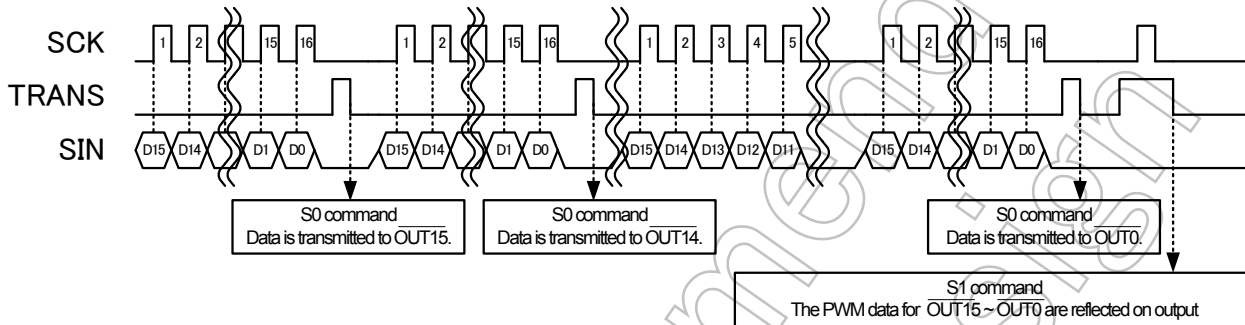 SCK 1 2 15 16 1 2 15 16 1 2 3 4 5 1 2 15 16
TRANS
SIN D15 D14 D1 D0 D15 D14 D1 D0 D15 D14 D13 D12 D11 D15 D14 D1 D0
S0 command
Data is transmitted to OUT15.
S0 command
Data is transmitted to OUT14.
S0 command
Data is transmitted to OUT0.
S1 command
The PWM data for OUT15 ~ OUT0 are reflected on output